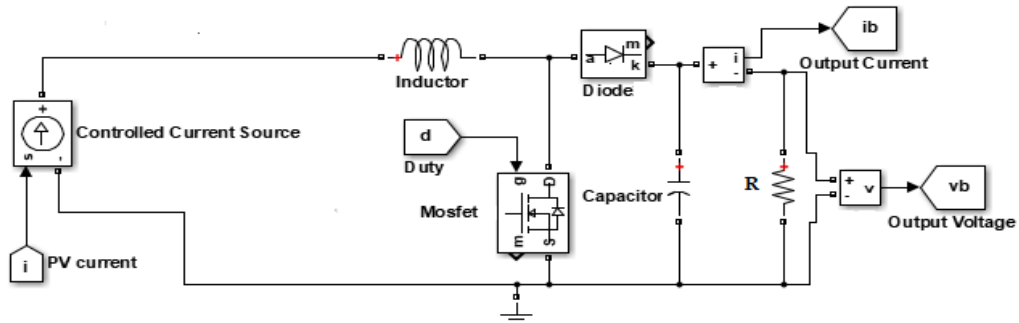 ib
Output Current
i
+
-
m
a
k
Diode
+
Inductor
+
s
-
Controlled Current Source
d
Duty
g
D
m
S
Mosfet
+
Capacitor
+
R
+
-
v
vb
Output Voltage
i
PV current